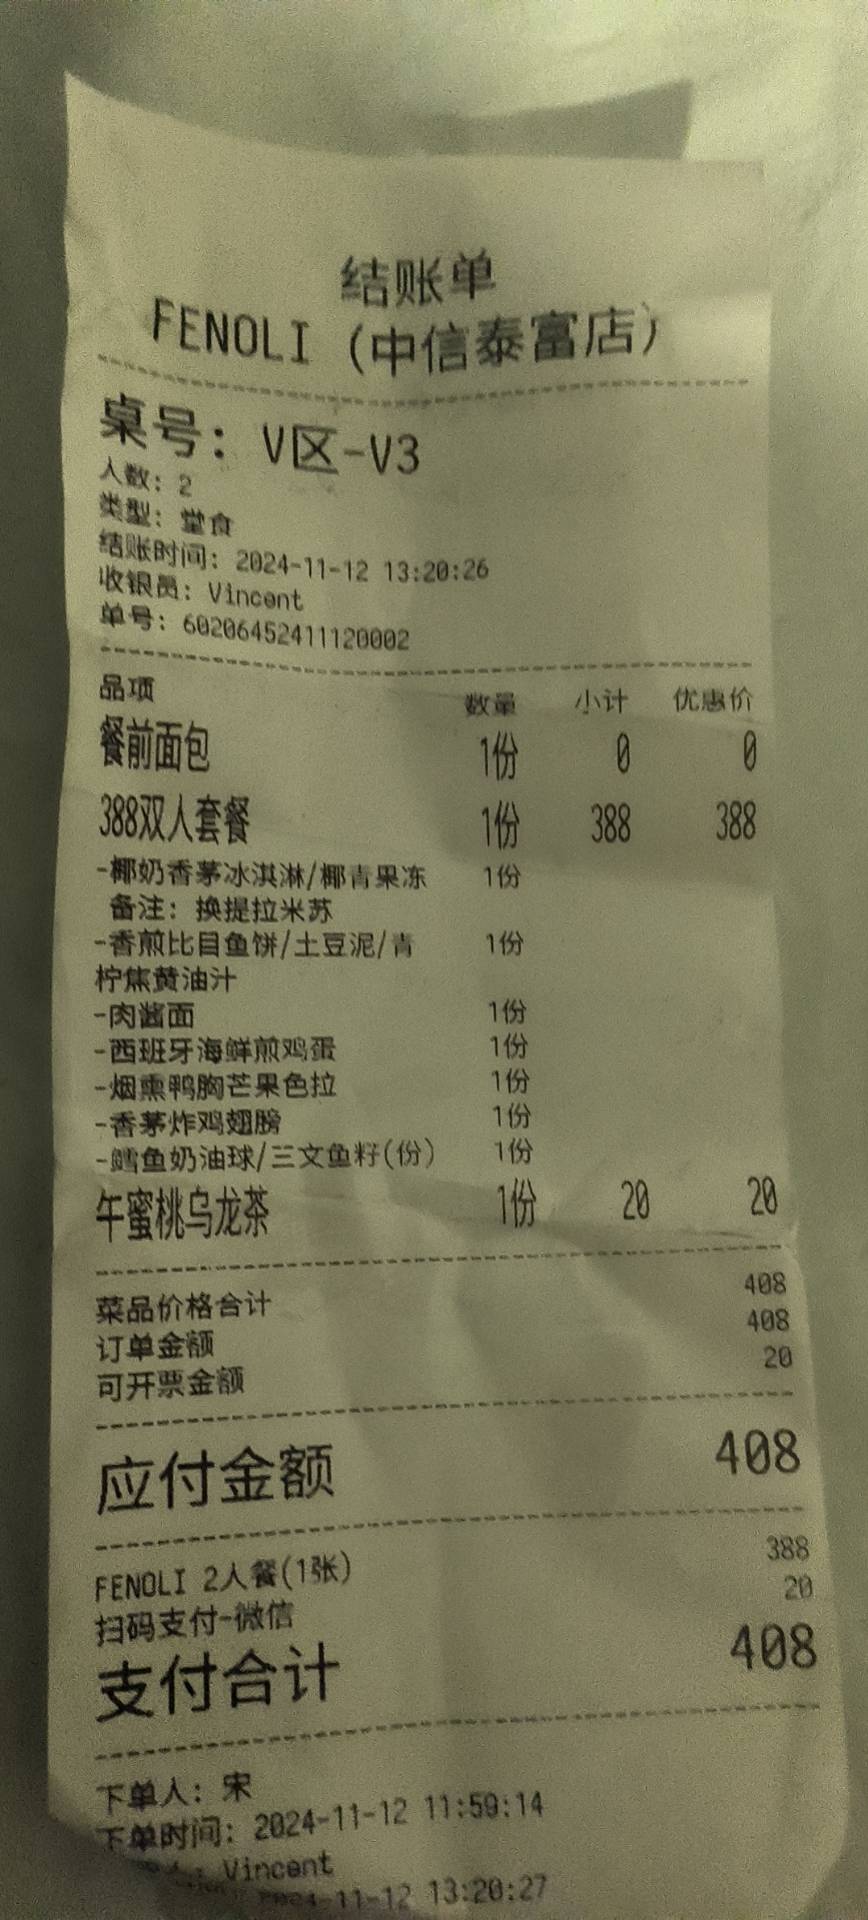 结账单
FENOLI (中信泰富店)
桌号: V区-V3
人数: 2
类型: 堂食
结账时间: 2024-11-12 13:20:26
收银员: Vincent
单号: 60206452411120002
品项 数量 小计 优惠价
餐前面包 1份 0 0
388双人套餐 1份 388 388
-椰奶香茅冰淇淋/椰青果冻 1份
备注: 换提拉米苏
-香煎比目鱼饼/土豆泥/青 1份
柠焦黄油汁
-肉酱面 1份
-西班牙海鲜煎鸡蛋 1份
-烟熏鸭胸芒果色拉 1份
-香茅炸鸡翅膀 1份
-鳕鱼奶油球/三文鱼籽(份) 1份
午蜜桃乌龙茶 1份 20 20
菜品价格合计 408
订单金额 408
可开票金额 20
应付金额 408
FENOLI 2人餐(1张) 388
扫码支付-微信 20
支付合计 408
下单人: 宋
下单时间: 2024-11-12 11:59:14
Vincent
2024-11-12 13:20:27